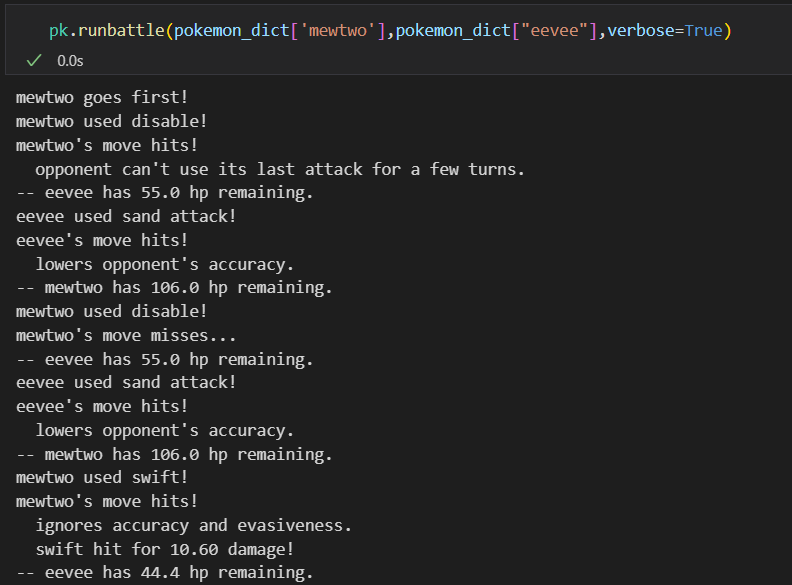 pk.runbattle(pokemon_dict['mewtwo'],pokemon_dict["eevee"],verbose=True)
✓ 0.0s
mewtwo goes first!
mewtwo used disable!
mewtwo's move hits!
  opponent can't use its last attack for a few turns.
-- eevee has 55.0 hp remaining.
eevee used sand attack!
eevee's move hits!
  lowers opponent's accuracy.
-- mewtwo has 106.0 hp remaining.
mewtwo used disable!
mewtwo's move misses...
-- eevee has 55.0 hp remaining.
eevee used sand attack!
eevee's move hits!
  lowers opponent's accuracy.
-- mewtwo has 106.0 hp remaining.
mewtwo used swift!
mewtwo's move hits!
  ignores accuracy and evasiveness.
  swift hit for 10.60 damage!
-- eevee has 44.4 hp remaining.